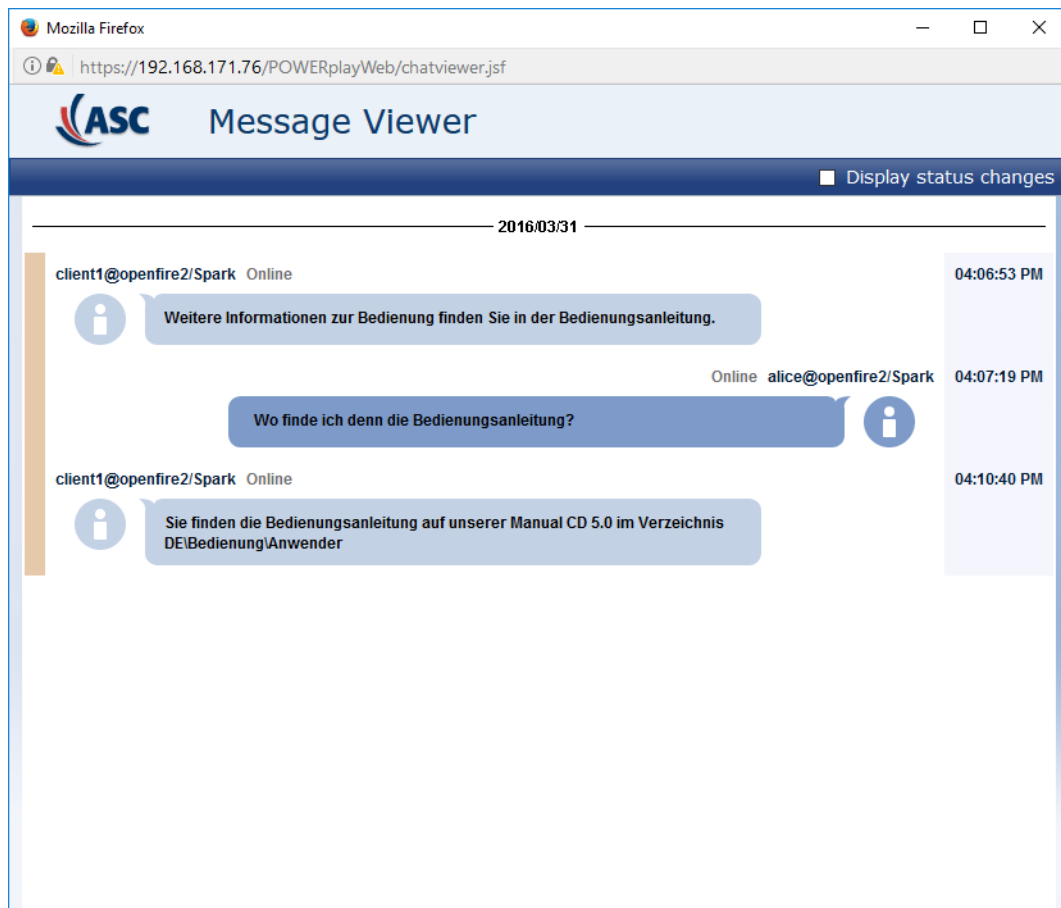 Mozilla Firefox
https://192.168.171.76/POWERplayWeb/chatviewer.jsf
ASC Message Viewer
Display status changes
2016/03/31
client1@openfire2/Spark Online 04:06:53 PM
Weitere Informationen zur Bedienung finden Sie in der Bedienungsanleitung.
Online alice@openfire2/Spark 04:07:19 PM
Wo finde ich denn die Bedienungsanleitung?
client1@openfire2/Spark Online 04:10:40 PM
Sie finden die Bedienungsanleitung auf unserer Manual CD 5.0 im Verzeichnis
DE\Bedienung\Anwender